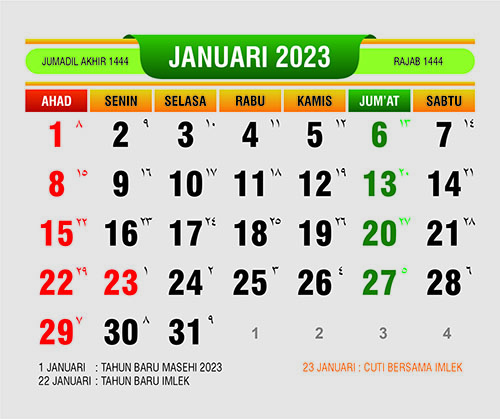 JANUARI 2023
JUMADIL AKHIR 1444
RAJAB 1444
AHAD SENIN SELASA RABU KAMIS JUM'AT SABTU
1 ٨ 2 ٩ 3 ١٠ 4 ١١ 5 ١٢ 6 ١٣ 7 ١٤
8 ١٥ 9 ١٦ 10 ١٧ 11 ١٨ 12 ١٩ 13 ٢٠ 14 ٢١
15 ٢٢ 16 ٢٣ 17 ٢٤ 18 ٢٥ 19 ٢٦ 20 ٢٧ 21 ٢٨
22 ٢٩ 23 ١ 24 ٢ 25 ٣ 26 ٤ 27 ٥ 28 ٦
29 ٧ 30 ٨ 31 ٩ 1 2 3 4
1 JANUARI : TAHUN BARU MASEHI 2023
22 JANUARI : TAHUN BARU IMLEK
23 JANUARI : CUTI BERSAMA IMLEK